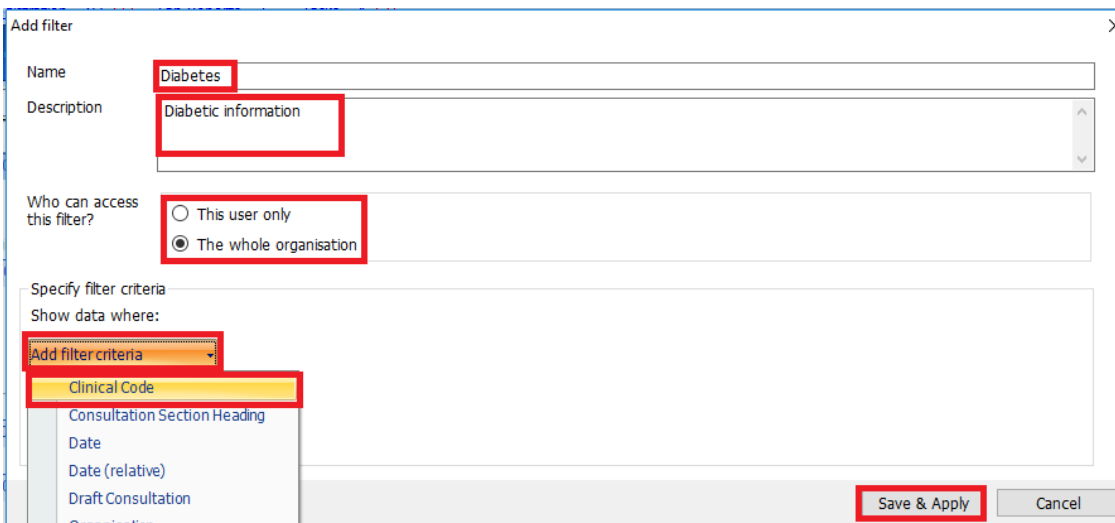 Add filter
Name
Diabetes
Description
Diabetic information
Who can access
this filter?
This user only
The whole organisation
Specify filter criteria
Show data where:
Add filter criteria
Clinical Code
Consultation Section Heading
Date
Date (relative)
Draft Consultation
Save & Apply
Cancel